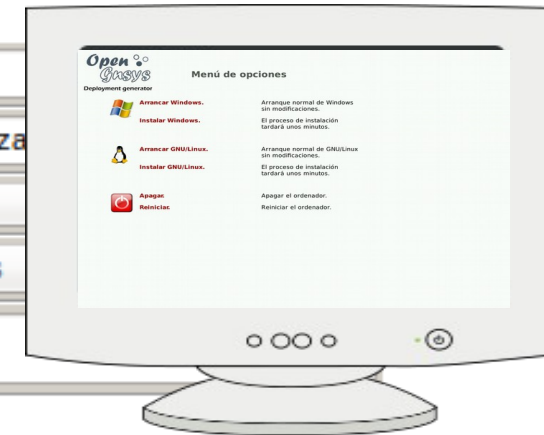 Open
Gnsys
Deployment generator
Menú de opciones
Arrancar Windows.
Arranque normal de Windows
sin modificaciones.
Instalar Windows.
El proceso de instalación
tardará unos minutos.
Arrancar GNU/Linux.
Arranque normal de GNU/Linux
sin modificaciones.
Instalar GNU/Linux.
El proceso de instalación
tardará unos minutos.
Apagar.
Apagar el ordenador.
Reiniciar.
Reiniciar el ordenador.
za